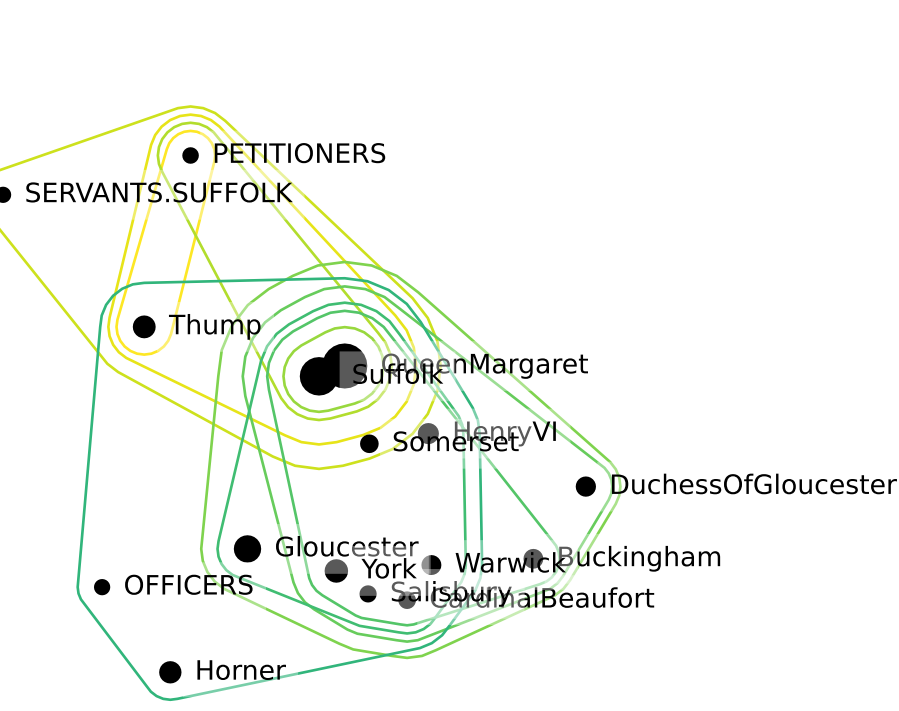 PETITIONERS
SERVANTS.SUFFOLK
Thump
QueenMargaret
Suffolk
HenryVI
Somerset
DuchessOfGloucester
Gloucester
Buckingham
Warwick
York
OFFICERS
Salisbury
CardinalBeaufort
Horner